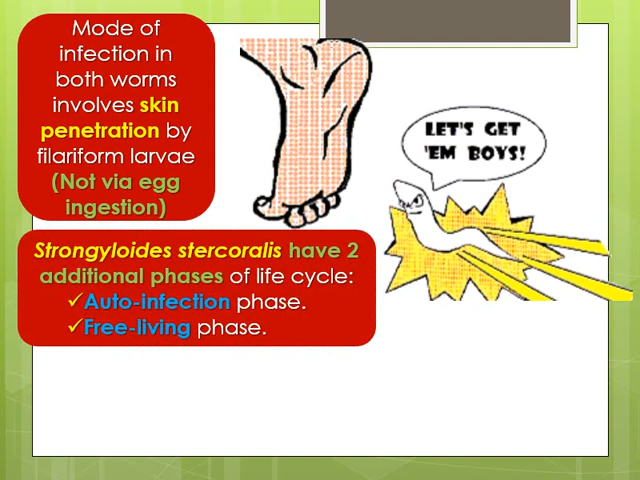 Mode of
infection in
both worms
involves skin
penetration by
filariform larvae
(Not via egg
ingestion)
LET'S GET
'EM BOYS!
Strongyloides stercoralis have 2
additional phases of life cycle:
✓Auto-infection phase.
✓Free-living phase.